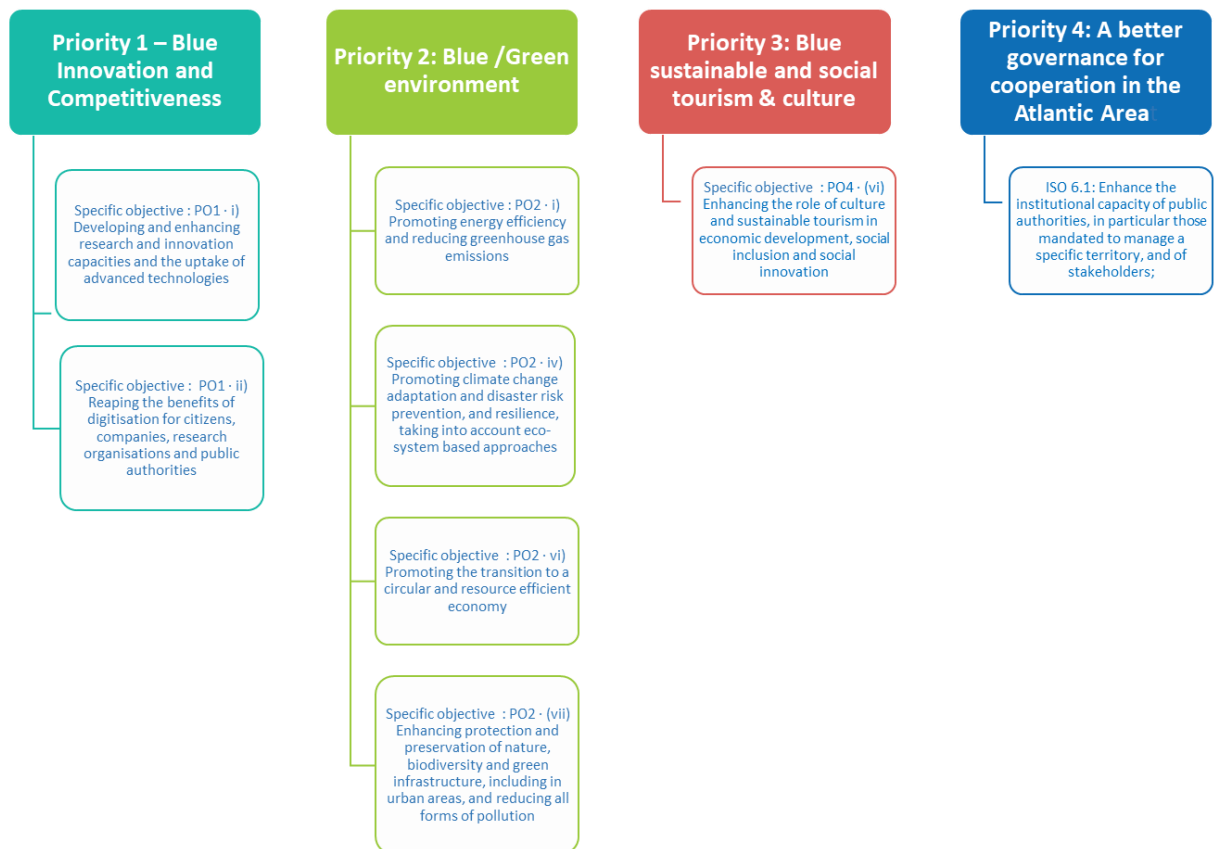 Priority 1 – Blue
Innovation and
Competitiveness
Specific objective : PO1 · i)
Developing and enhancing
research and innovation
capacities and the uptake of
advanced technologies
Specific objective :  PO1 · ii)
Reaping the benefits of
digitisation for citizens,
companies, research
organisations and public
authorities
Priority 2: Blue /Green
environment
Specific objective  : PO2 · i)
Promoting energy efficiency
and reducing greenhouse gas
emissions
Specific objective  : PO2 · iv)
Promoting climate change
adaptation and disaster risk
prevention, and resilience,
taking into account eco-
system based approaches
Specific objective  : PO2 · vi)
Promoting the transition to a
circular and resource efficient
economy
Specific objective  : PO2 · (vii)
Enhancing protection and
preservation of nature,
biodiversity and green
infrastructure, including in
urban areas, and reducing all
forms of pollution
Priority 3: Blue
sustainable and social
tourism & culture
Specific objective  : PO4 · (vi)
Enhancing the role of culture
and sustainable tourism in
economic development, social
inclusion and social
innovation
Priority 4: A better
governance for
cooperation in the
Atlantic Areat
ISO 6.1: Enhance the
institutional capacity of public
authorities, in particular those
mandated to manage a
specific territory, and of
stakeholders;